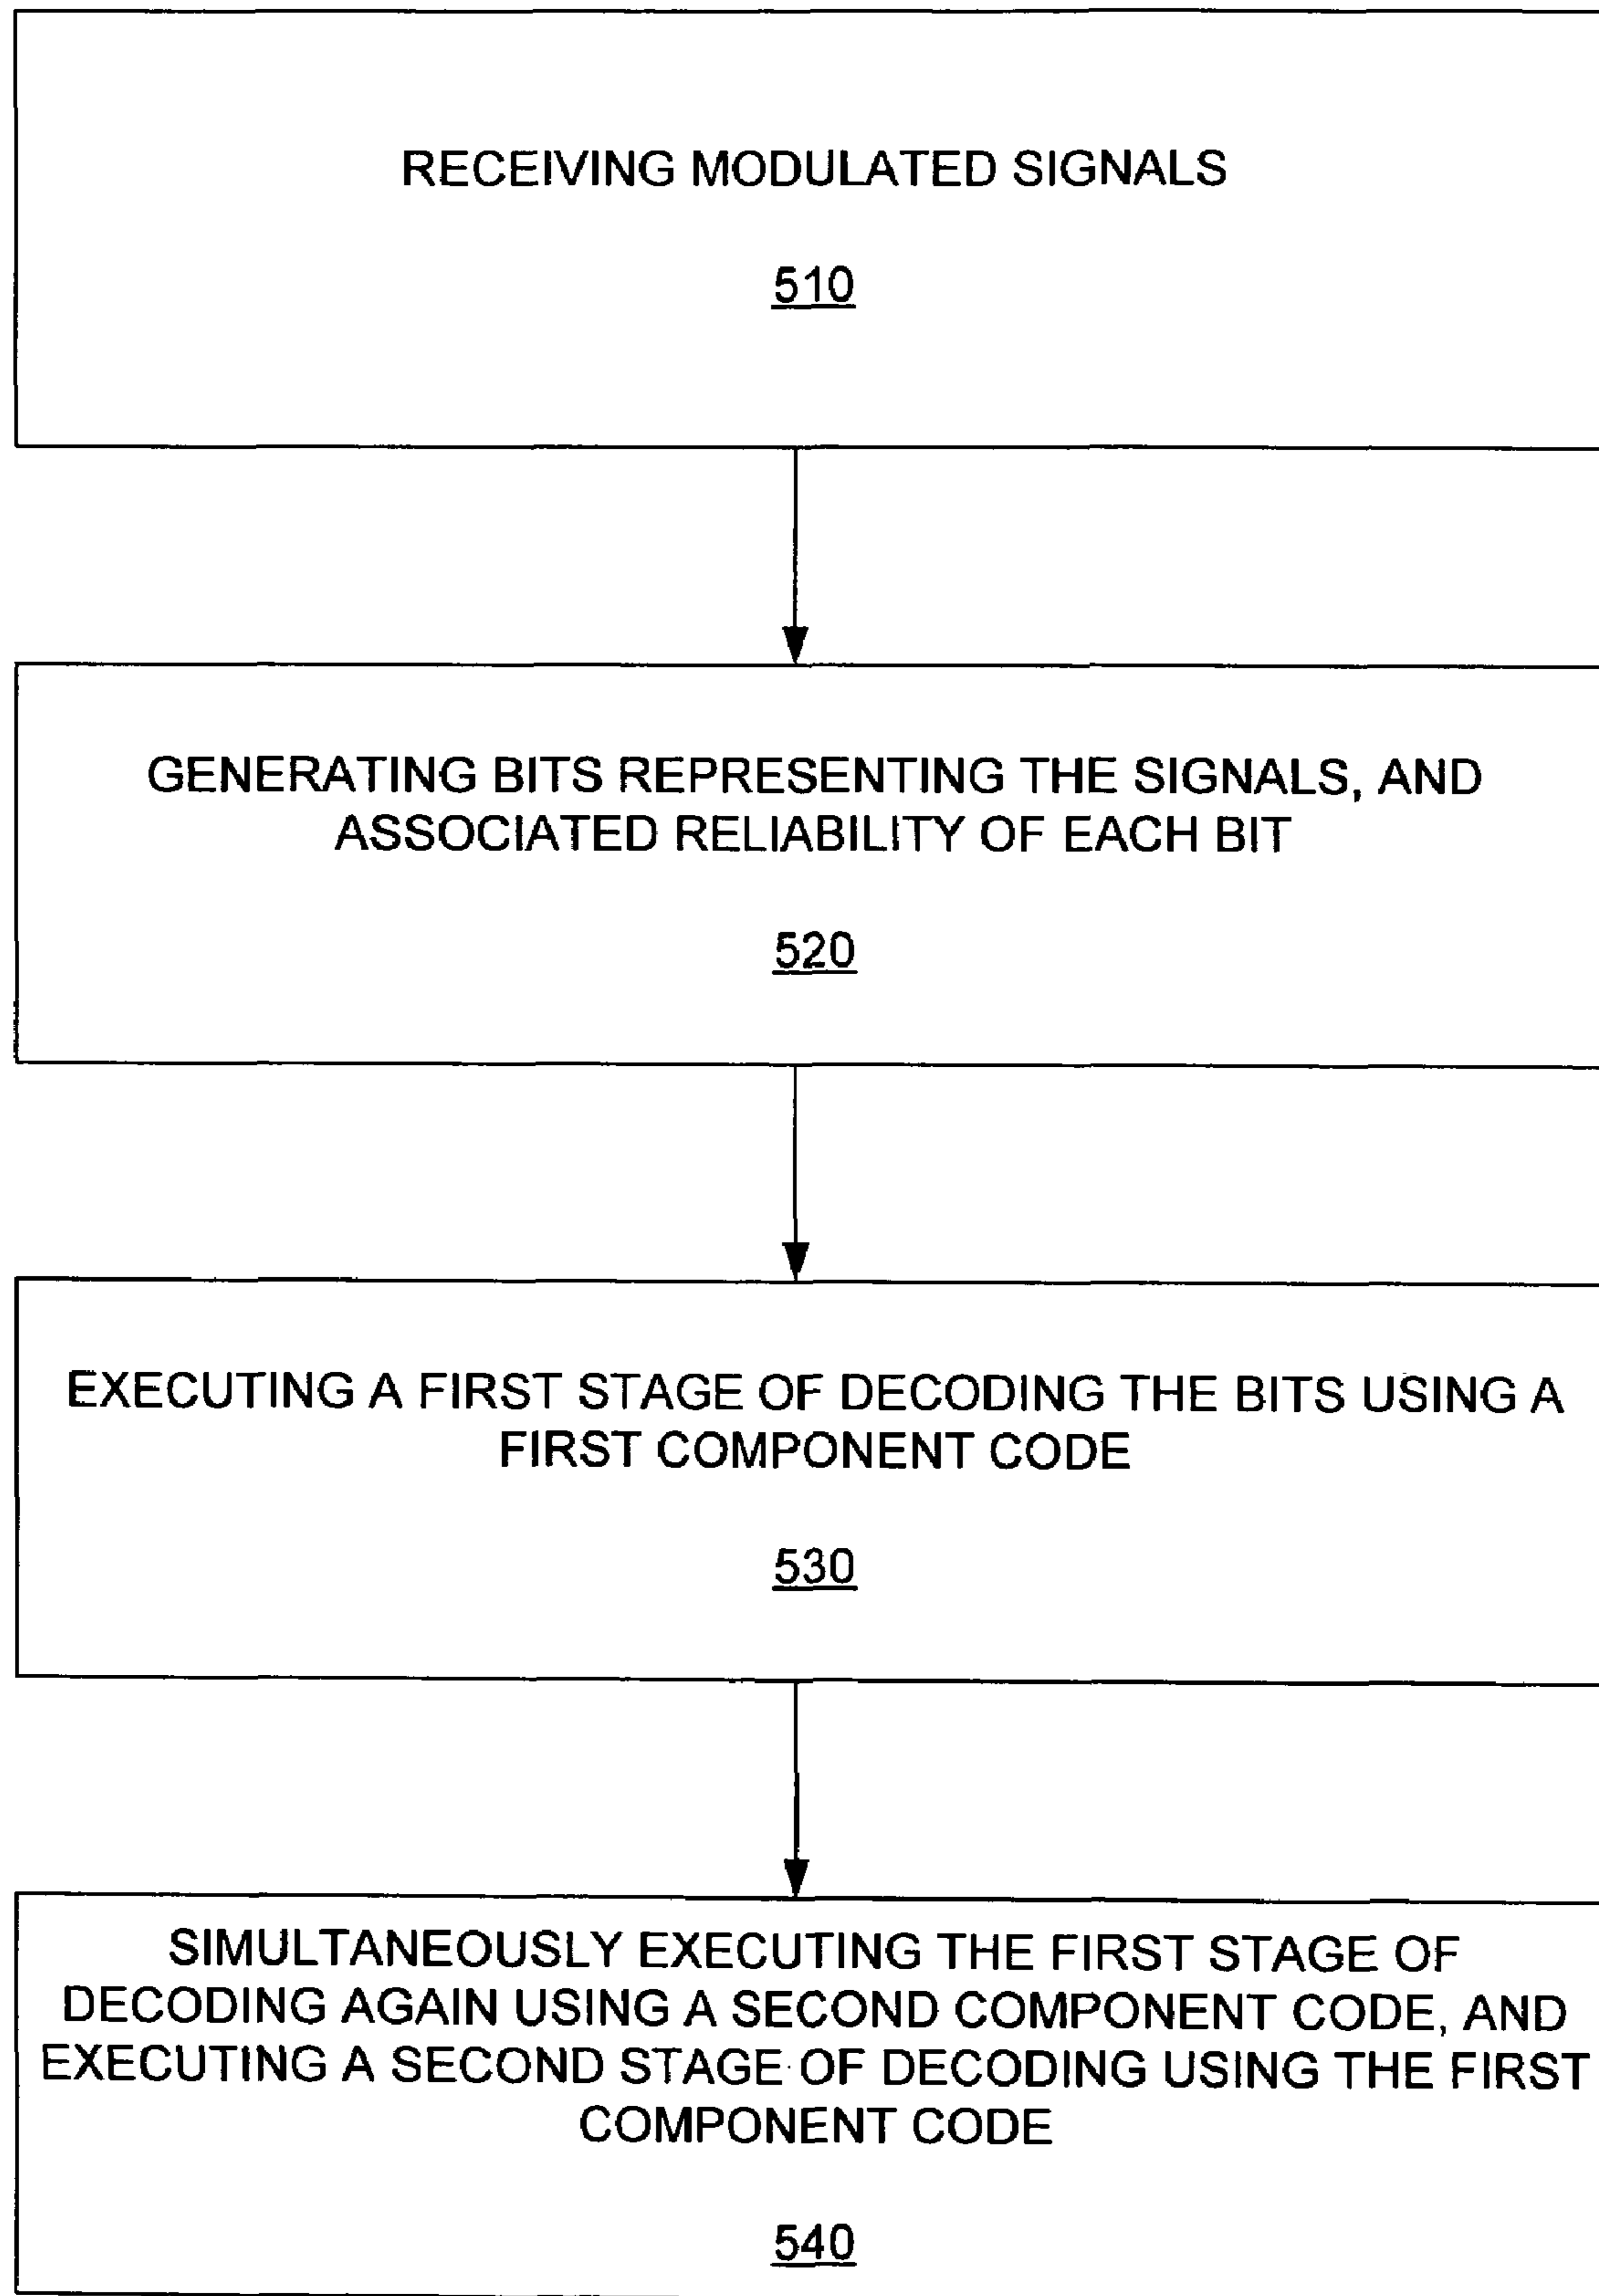 RECEIVING MODULATED SIGNALS
510
GENERATING BITS REPRESENTING THE SIGNALS, AND
ASSOCIATED RELIABILITY OF EACH BIT
520
EXECUTING A FIRST STAGE OF DECODING THE BITS USING A
FIRST COMPONENT CODE
530
SIMULTANEOUSLY EXECUTING THE FIRST STAGE OF
DECODING AGAIN USING A SECOND COMPONENT CODE, AND
EXECUTING A SECOND STAGE OF DECODING USING THE FIRST
COMPONENT CODE
540